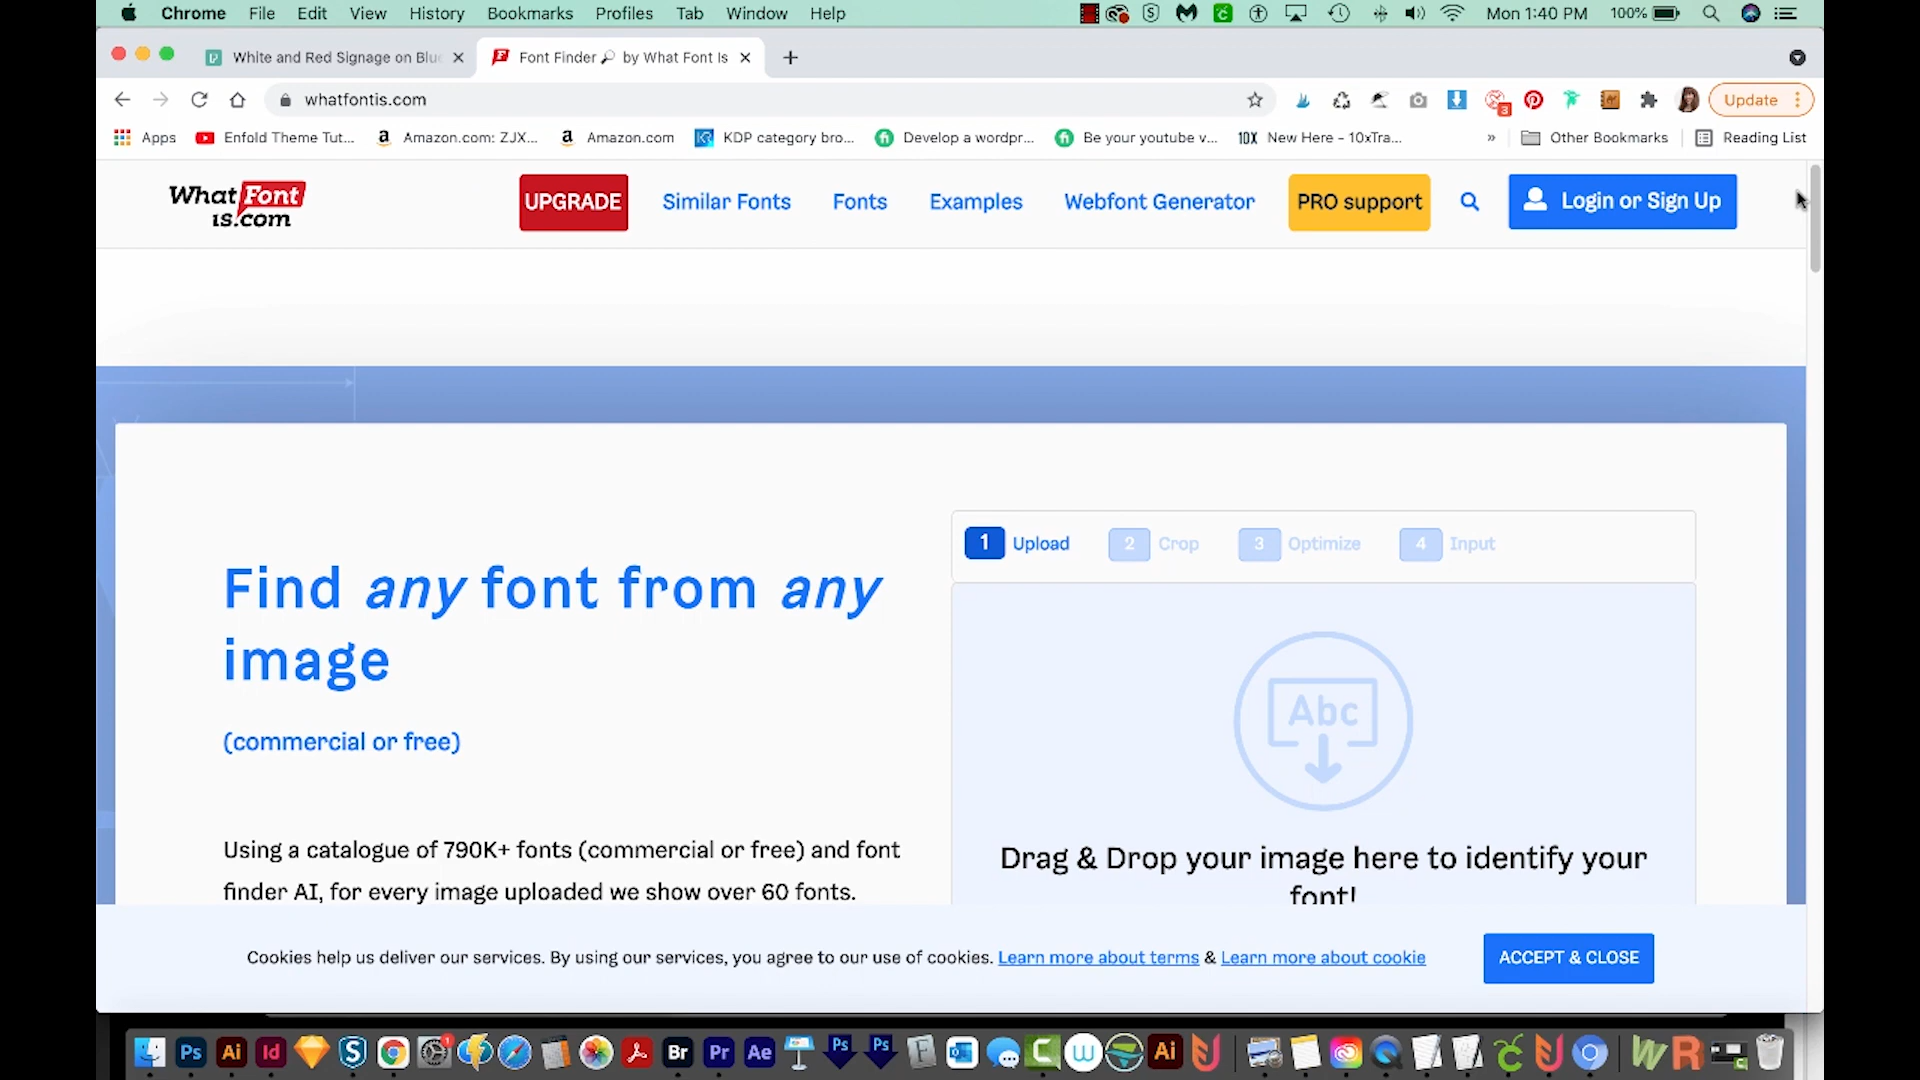 Chrome File Edit View History Bookmarks Profiles Tab Window Help Mon 1:40 PM 100%
White and Red Signage on Blue Font Finder 🔎 by What Font Is
whatfontis.com Update
Apps Enfold Theme Tut... Amazon.com: ZJX... Amazon.com KDP category bro... Develop a wordpr... Be your youtube v... 10X New Here - 10xTra... » Other Bookmarks Reading List
What Font is.com
UPGRADE Similar Fonts Fonts Examples Webfont Generator PRO support Login or Sign Up
1 Upload 2 Crop 3 Optimize 4 Input
Find any font from any
image
(commercial or free)
Using a catalogue of 790K+ fonts (commercial or free) and font
finder AI, for every image uploaded we show over 60 fonts.
Abc
Drag & Drop your image here to identify your
font!
Cookies help us deliver our services. By using our services, you agree to our use of cookies. Learn more about terms & Learn more about cookie
ACCEPT & CLOSE
Ps Ai Id S Br Pr Ae Ps Ps Ai